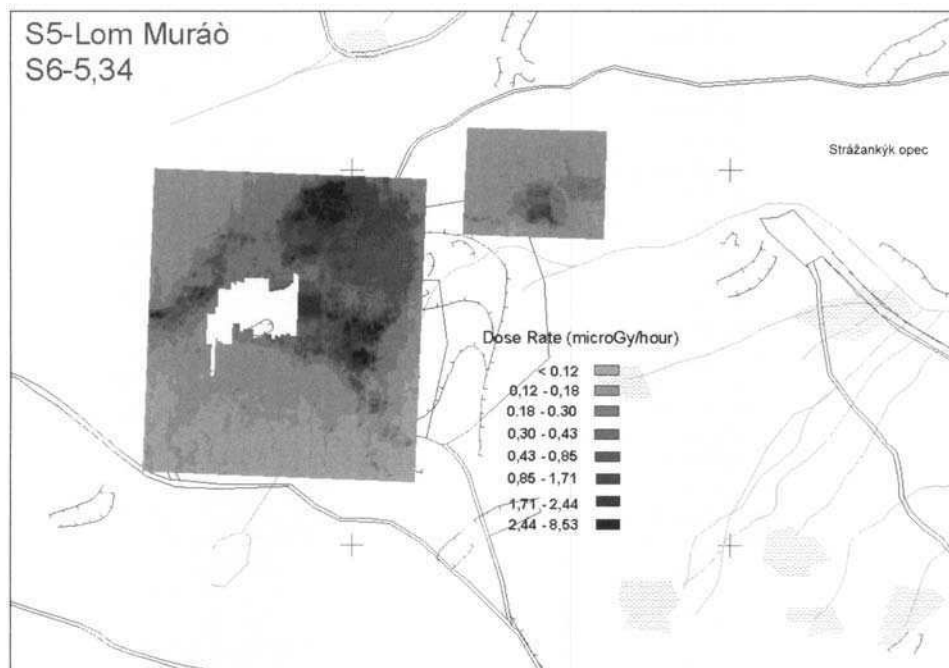 S5-Lom Muráò
S6-5,34
Strážankýk opec
Dose Rate (microGy/hour)
< 0.12
0,12 - 0,18
0.18 - 0.30
0,30 - 0,43
0,43 - 0,85
0,85 - 1,71
1,71 - 2,44
2,44 - 8,53